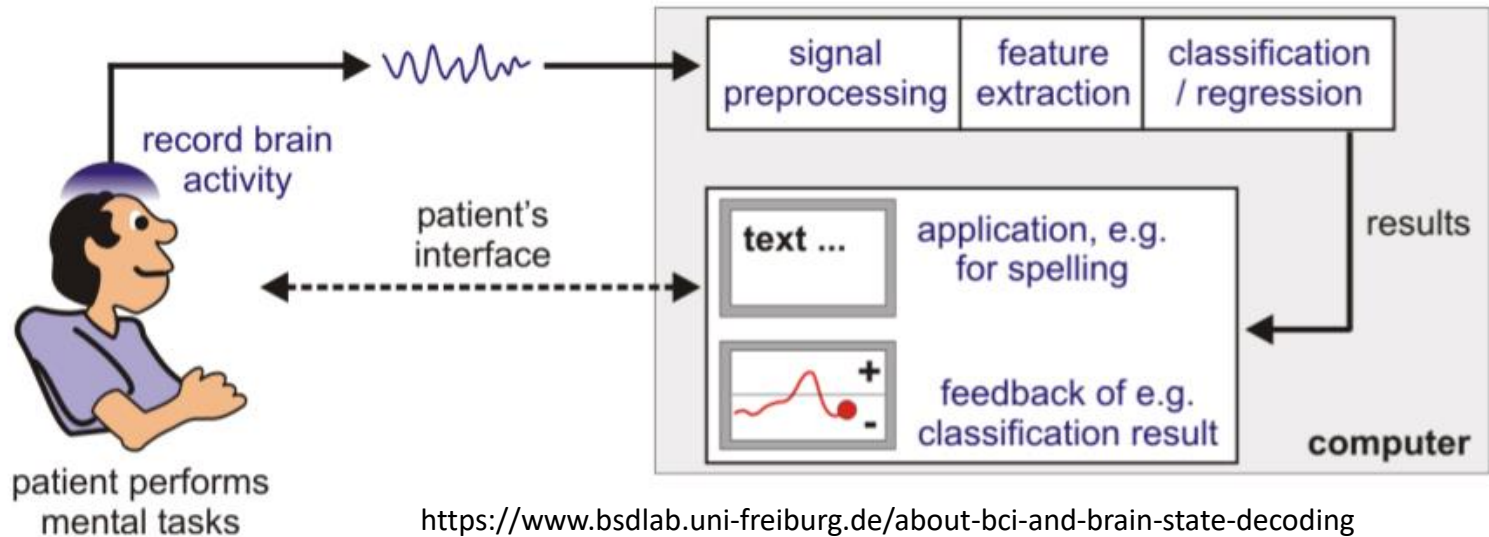 signal
preprocessing
feature
extraction
classification
/ regression
record brain
activity
patient's
interface
text ...
application, e.g.
for spelling
results
+
-
feedback of e.g.
classification result
computer
patient performs
mental tasks
https://www.bsdlab.uni-freiburg.de/about-bci-and-brain-state-decoding